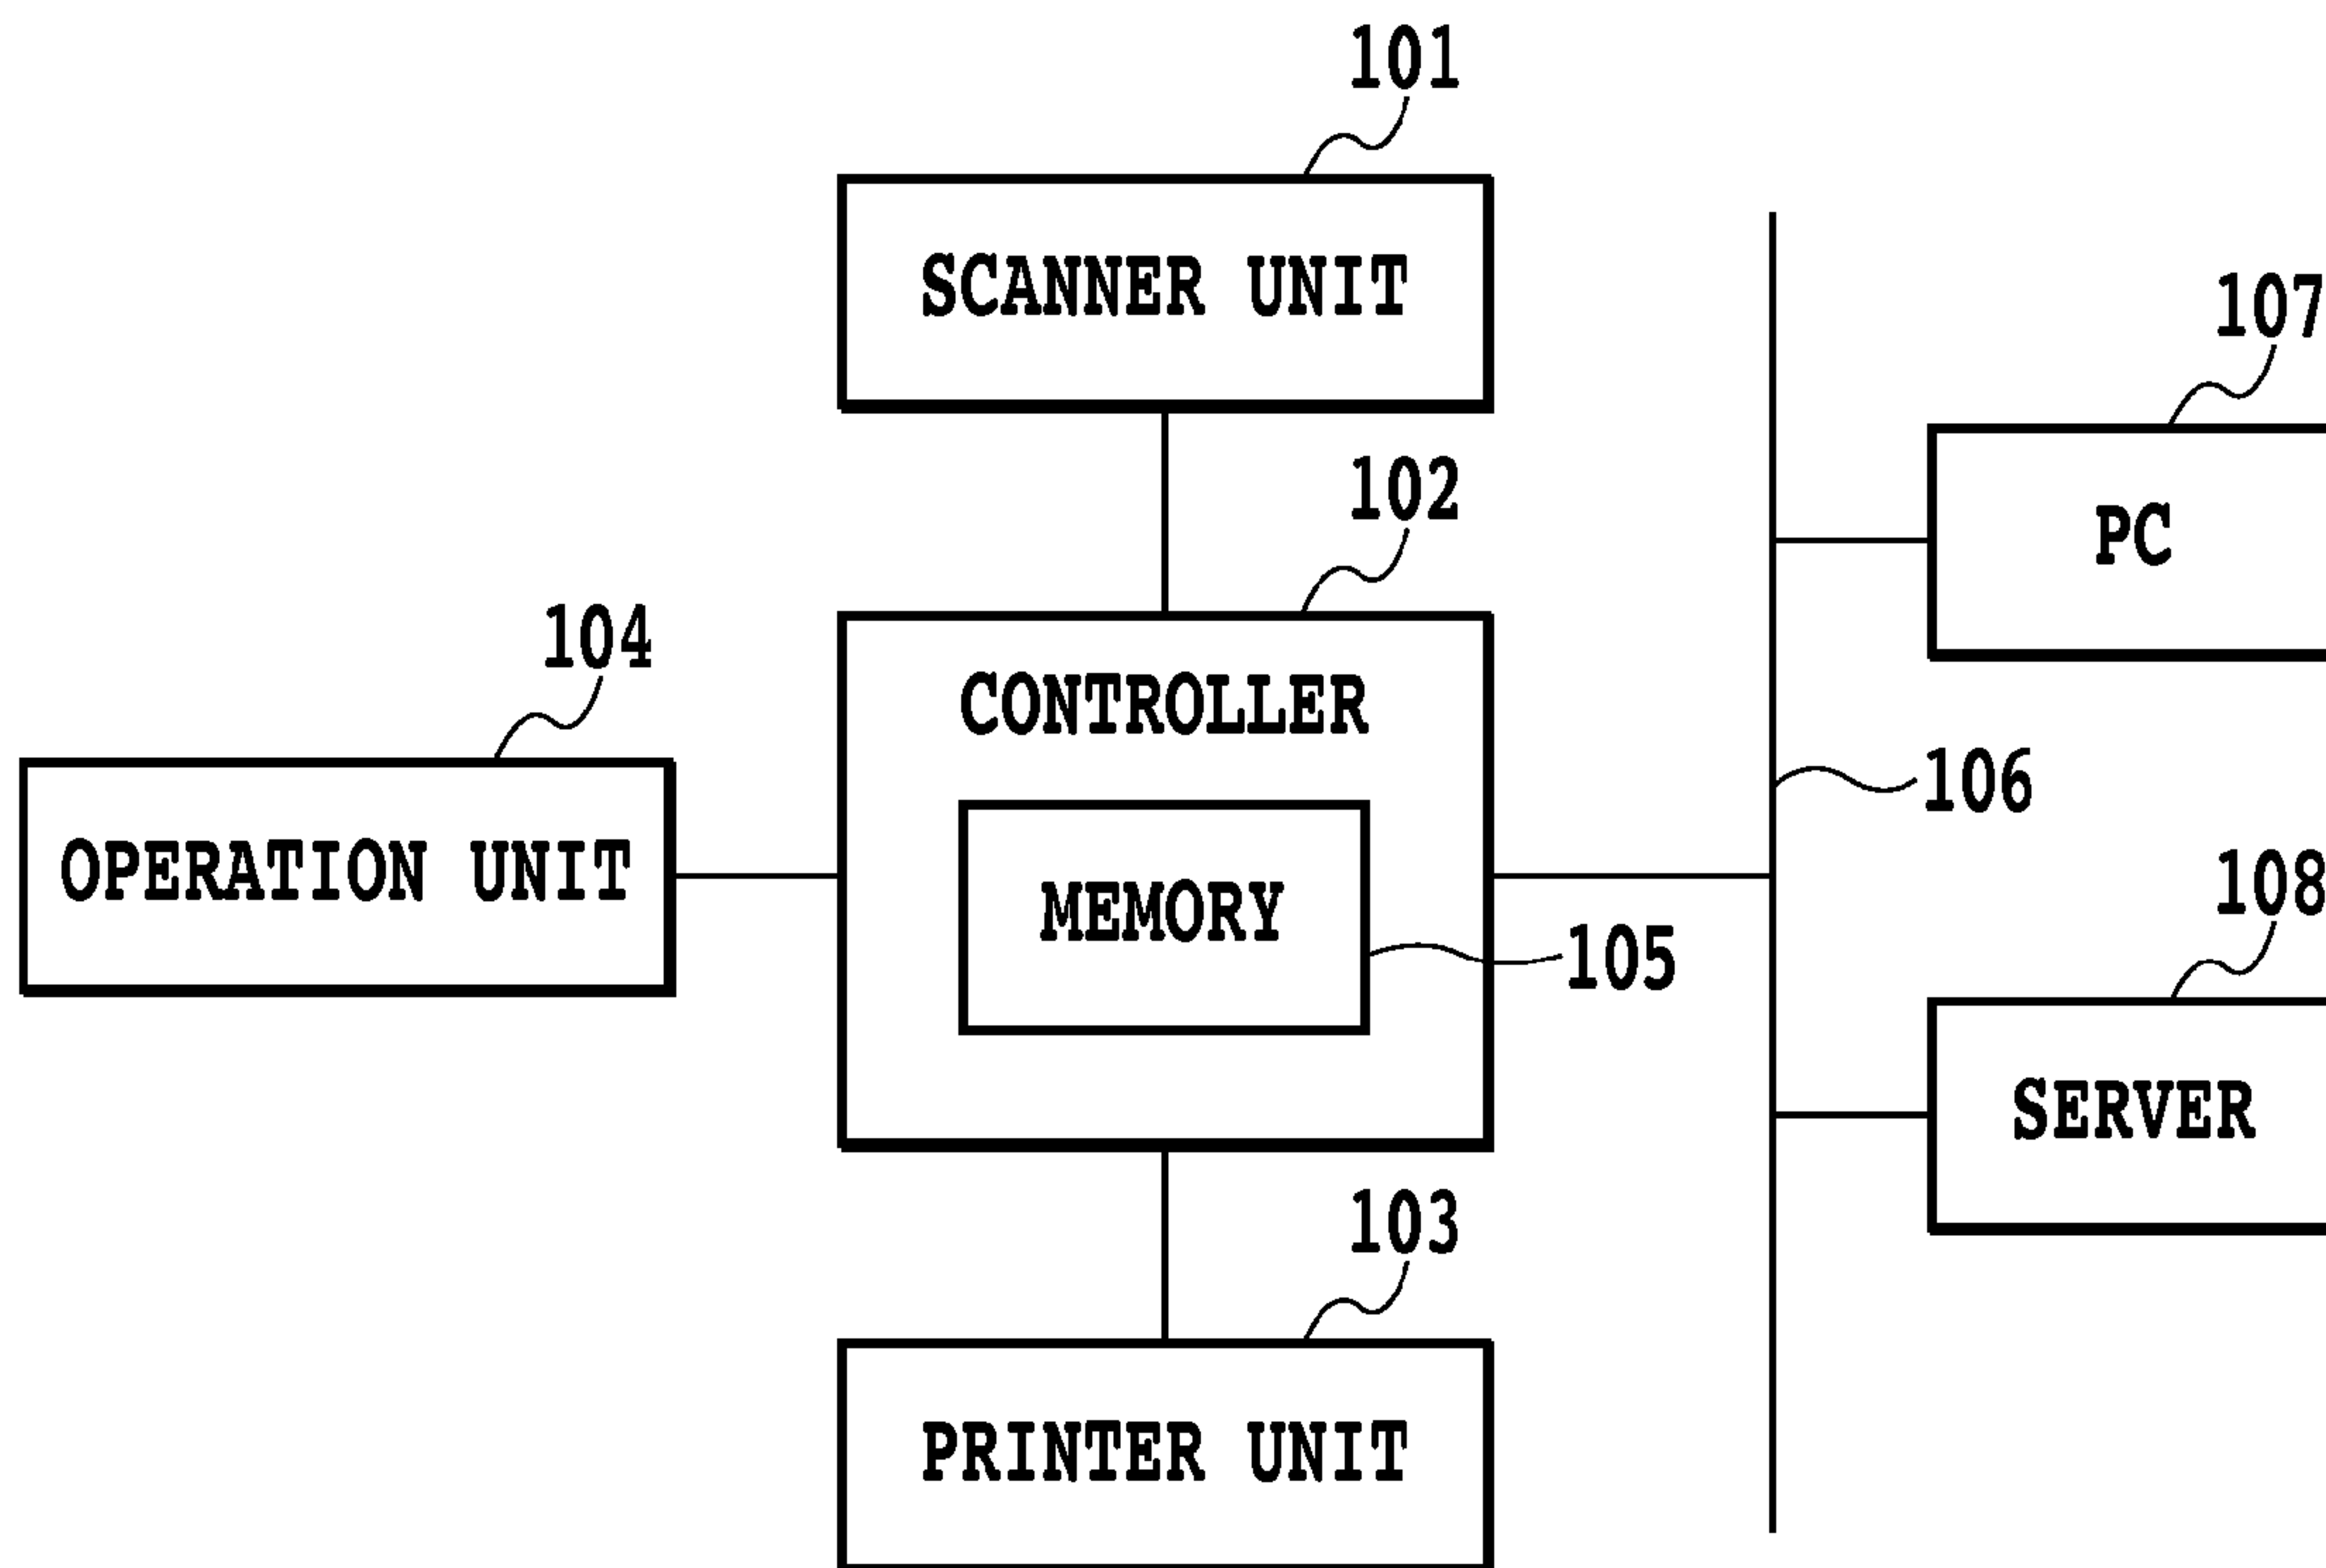 101
SCANNER UNIT
107
102
PC
104
CONTROLLER
106
OPERATION UNIT
MEMORY
108
105
SERVER
103
PRINTER UNIT